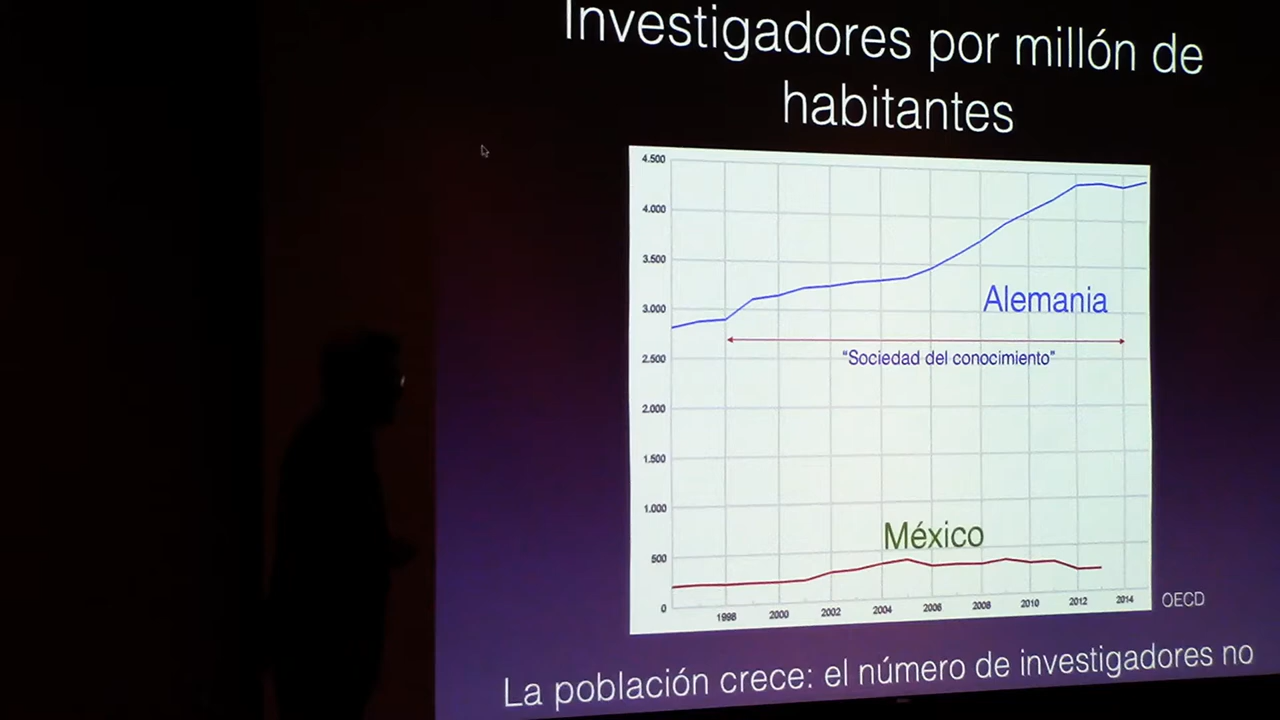 Investigadores por millón de
habitantes
4.500
4.000
3.500
3.000
2.500
2.000
1.500
1.000
500
0
Alemania
“Sociedad del conocimiento”
México
1998 2000 2002 2004 2006 2008 2010 2012 2014
OECD
La población crece: el número de investigadores no